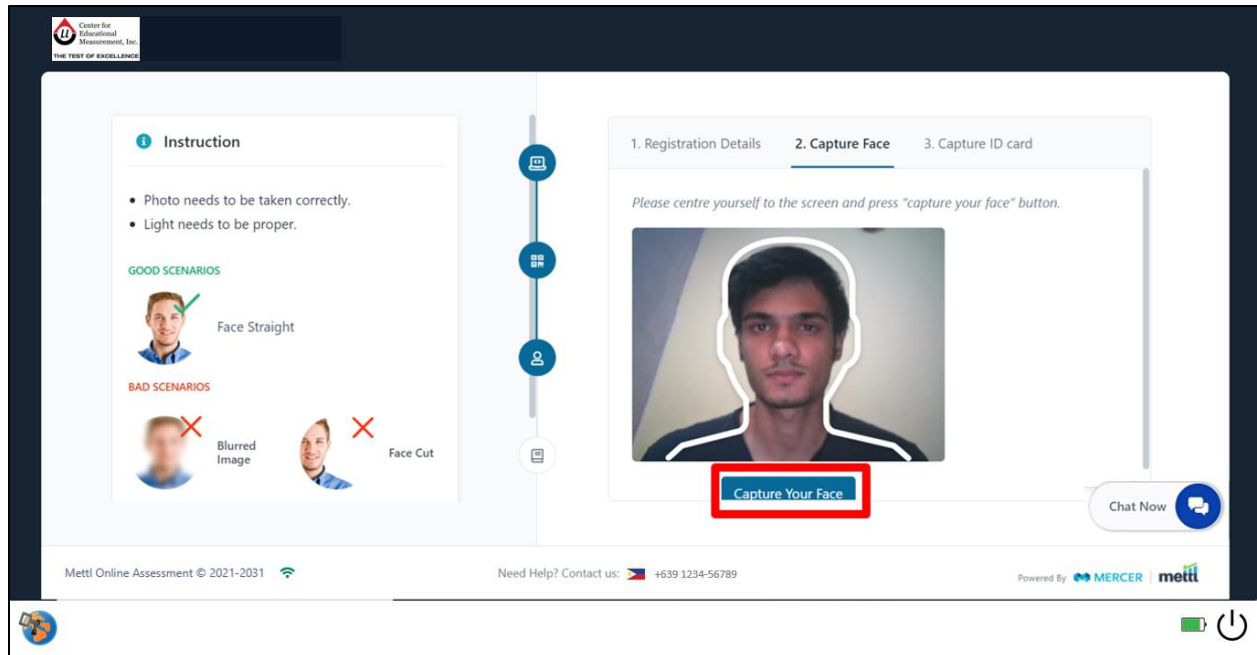 Center for
Educational
Measurement, Inc.
THE TEST OF EXCELLENCE
Instruction
Photo needs to be taken correctly.
Light needs to be proper.
GOOD SCENARIOS
Face Straight
BAD SCENARIOS
Blurred
Image
Face Cut
1. Registration Details
2. Capture Face
3. Capture ID card
Please centre yourself to the screen and press "capture your face" button.
Capture Your Face
Chat Now
Mettl Online Assessment © 2021-2031
Need Help? Contact us: +639 1234-56789
Powered By MERCER | mettl